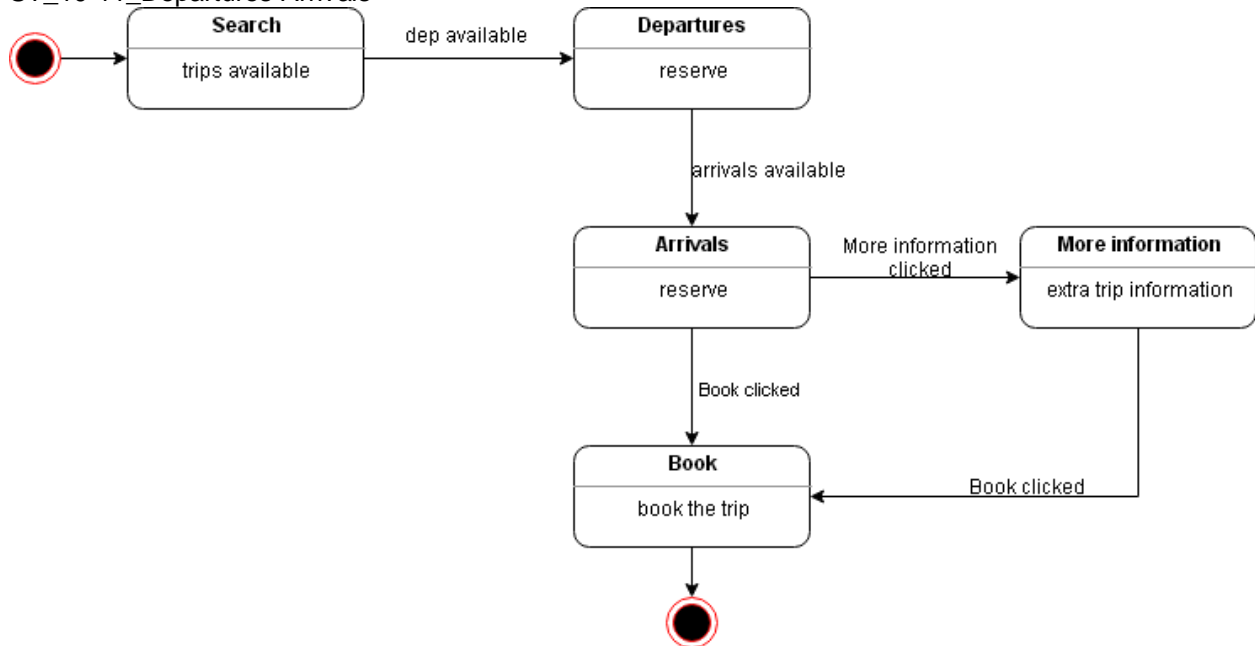 Search
trips available
dep available
Departures
reserve
arrivals available
Arrivals
reserve
More information
clicked
More information
extra trip information
Book clicked
Book
book the trip
Book clicked